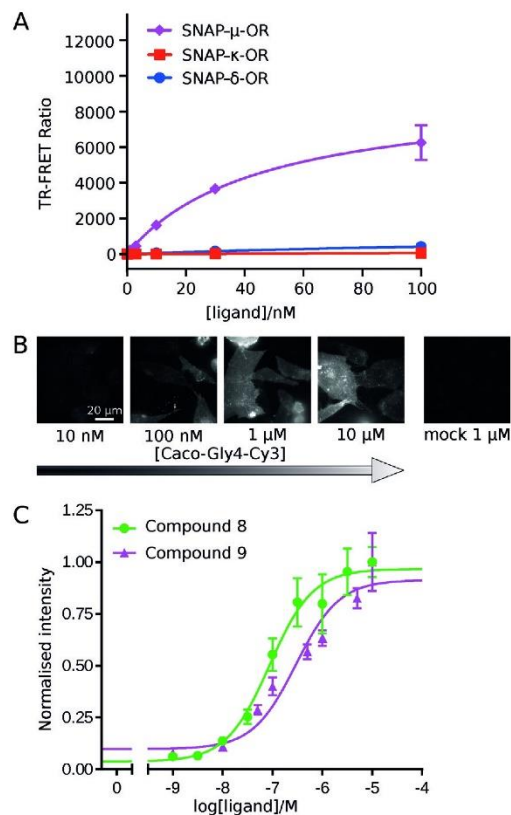 A
SNAP-μ-OR
SNAP-κ-OR
SNAP-δ-OR
TR-FRET Ratio
12000
10000
8000
6000
4000
2000
0
0 20 40 60 80 100
[ligand]/nM
B
20 μm
10 nM 100 nM 1 μM 10 μM mock 1 μM
[Caco-Gly4-Cy3]
C
Compound 8
Compound 9
Normalised intensity
1.25
1.00
0.75
0.50
0.25
0.00
0 -9 -8 -7 -6 -5 -4
log[ligand]/M